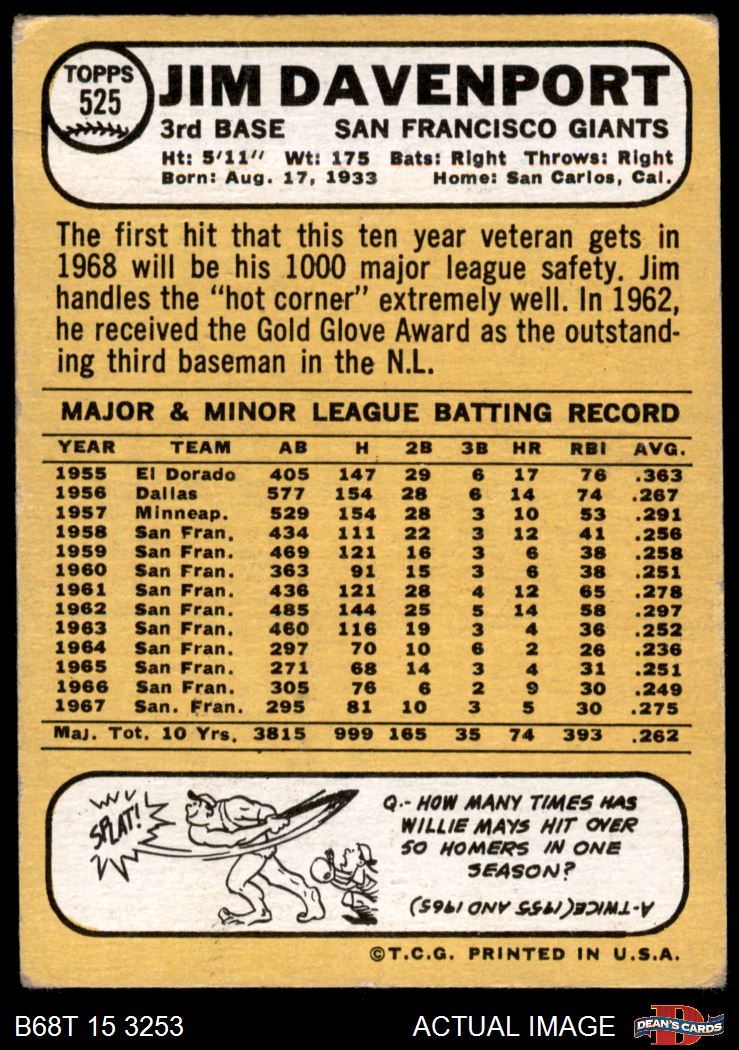 TOPPS
525
JIM DAVENPORT
3rd BASE SAN FRANCISCO GIANTS
Ht: 5'11" Wt: 175 Bats: Right Throws: Right
Born: Aug. 17, 1933 Home: San Carlos, Cal.
The first hit that this ten year veteran gets in
1968 will be his 1000 major league safety. Jim
handles the "hot corner" extremely well. In 1962,
he received the Gold Glove Award as the outstand-
ing third baseman in the N.L.
MAJOR & MINOR LEAGUE BATTING RECORD
YEAR TEAM AB H 2B 3B HR RBI AVG.
1955 El Dorado 405 147 29 6 17 76 .363
1956 Dallas 577 154 28 6 14 74 .267
1957 Minneap. 529 154 28 3 10 53 .291
1958 San Fran. 434 111 22 3 12 41 .256
1959 San Fran. 469 121 16 3 6 38 .258
1960 San Fran. 363 91 15 3 6 38 .251
1961 San Fran. 436 121 28 4 12 65 .278
1962 San Fran. 485 144 25 5 14 58 .297
1963 San Fran. 460 116 19 3 4 36 .252
1964 San Fran. 297 70 10 6 2 26 .236
1965 San Fran. 271 68 14 3 4 31 .251
1966 San Fran. 305 76 6 2 9 30 .249
1967 San. Fran. 295 81 10 3 5 30 .275
Maj. Tot. 10 Yrs. 3815 999 165 35 74 393 .262
SPLAT!
Q.- HOW MANY TIMES HAS
WILLIE MAYS HIT OVER
50 HOMERS IN ONE
SEASON?
A-TWICE (1955 AND 1965)
©T.C.G. PRINTED IN U.S.A.
B68T 15 3253 ACTUAL IMAGE
D
DEAN'S CARDS